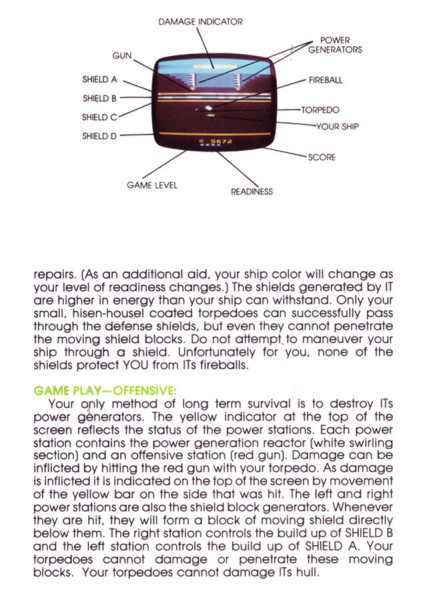 DAMAGE INDICATOR
POWER
GENERATORS
GUN
SHIELD A
FIREBALL
SHIELD B
TORPEDO
SHIELD C
YOUR SHIP
SHIELD D
5672
SCORE
GAME LEVEL
READINESS
repairs. (As an additional aid, your ship color will change as
your level of readiness changes.) The shields generated by IT
are higher in energy than your ship can withstand. Only your
small, hisen-housel coated torpedoes can successfully pass
through the defense shields, but even they cannot penetrate
the moving shield blocks. Do not attempt to maneuver your
ship through a shield. Unfortunately for you, none of the
shields protect YOU from ITs fireballs.
GAME PLAY—OFFENSIVE:
Your only method of long term survival is to destroy ITs
power generators. The yellow indicator at the top of the
screen reflects the status of the power stations. Each power
station contains the power generation reactor (white swirling
section) and an offensive station (red gun). Damage can be
inflicted by hitting the red gun with your torpedo. As damage
is inflicted it is indicated on the top of the screen by movement
of the yellow bar on the side that was hit. The left and right
power stations are also the shield block generators. Whenever
they are hit, they will form a block of moving shield directly
below them. The right station controls the build up of SHIELD B
and the left station controls the build up of SHIELD A. Your
torpedoes cannot damage or penetrate these moving
blocks. Your torpedoes cannot damage ITs hull.